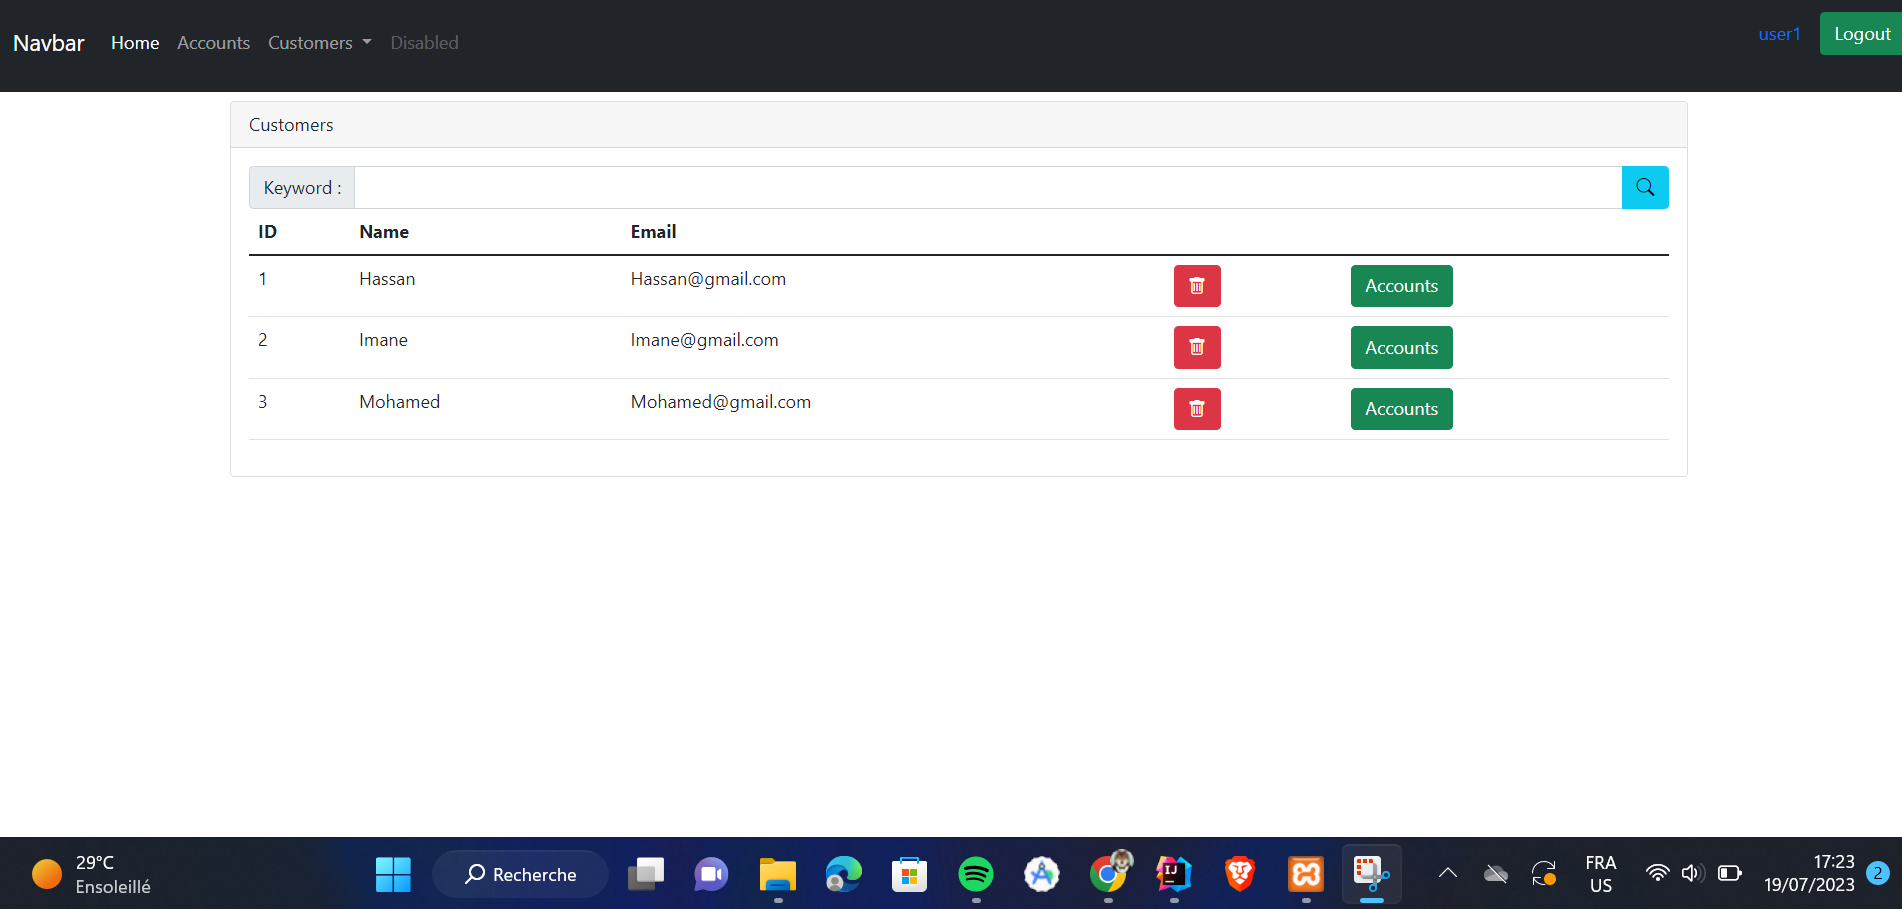 Navbar Home Accounts Customers Disabled user1 Logout
Customers
Keyword :
ID Name Email
1 Hassan Hassan@gmail.com Accounts
2 Imane Imane@gmail.com Accounts
3 Mohamed Mohamed@gmail.com Accounts
29°C
Ensoleillé
Recherche
IJ
FRA
US
17:23
19/07/2023
2